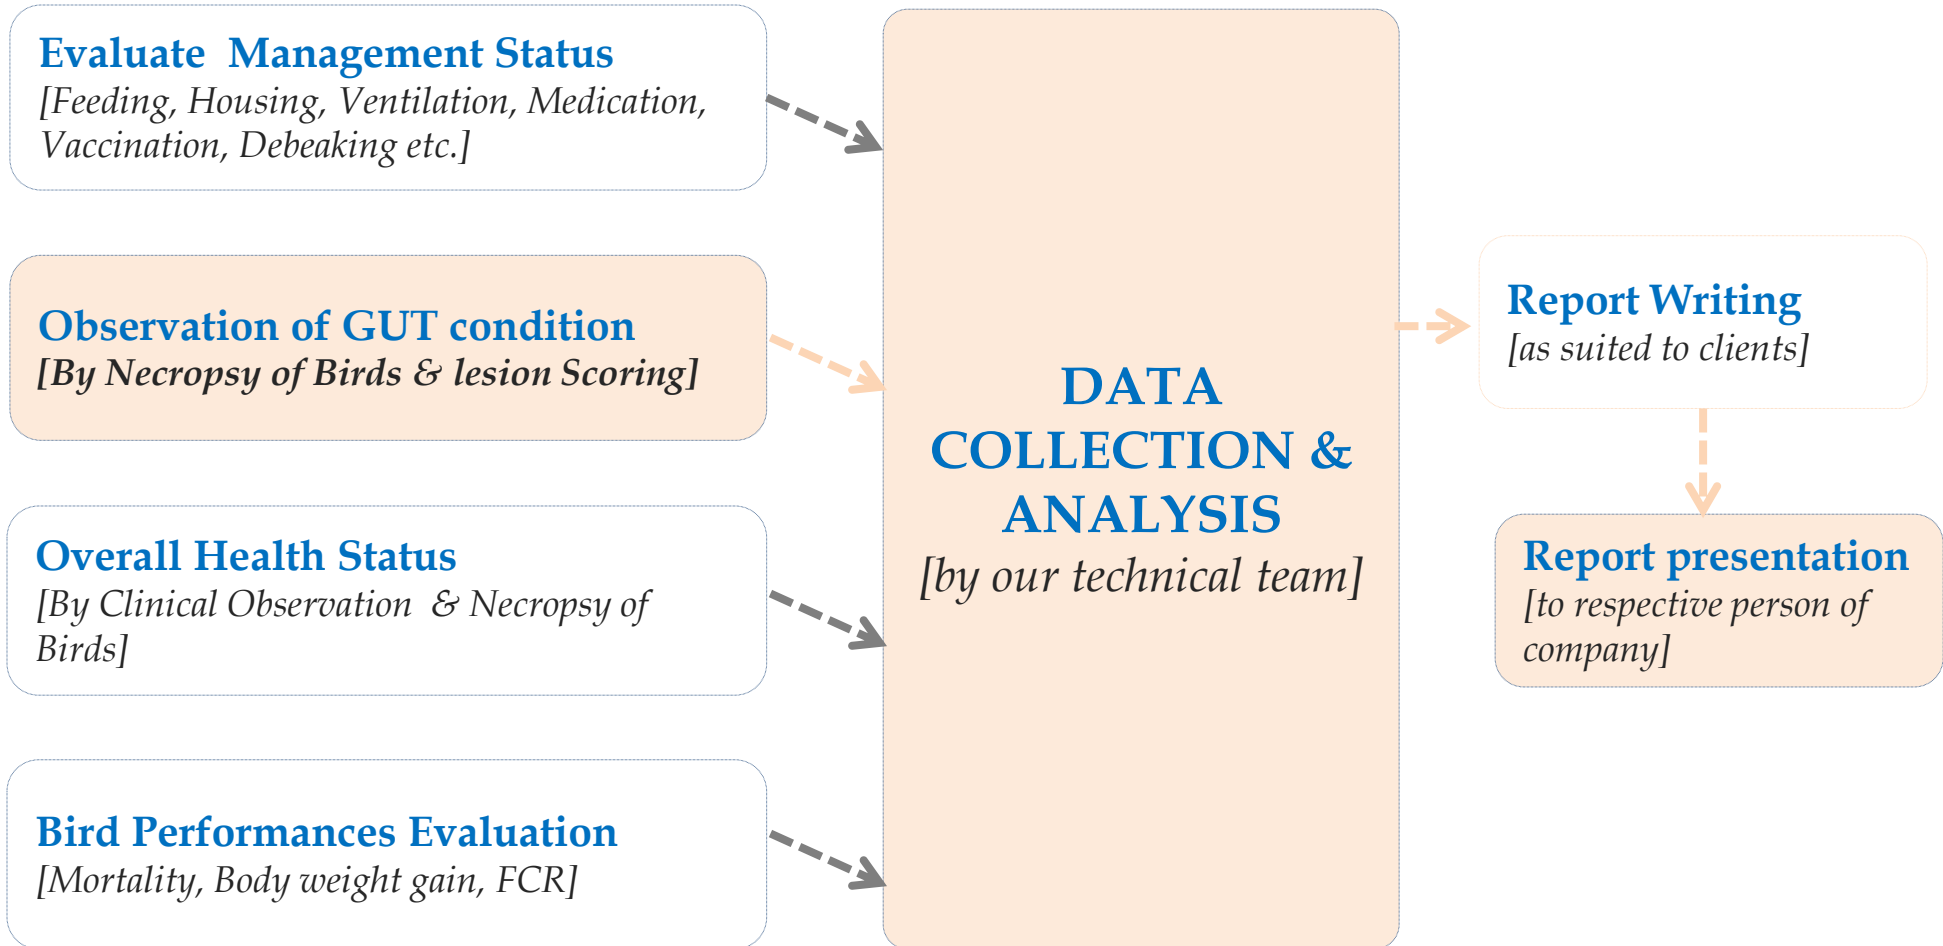 Evaluate  Management Status
[Feeding, Housing, Ventilation, Medication,
Vaccination, Debeaking etc.]
Observation of GUT condition
[By Necropsy of Birds & lesion Scoring]
Overall Health Status
[By Clinical Observation  & Necropsy of
Birds]
Bird Performances Evaluation
[Mortality, Body weight gain, FCR]
DATA
COLLECTION &
ANALYSIS
[by our technical team]
Report Writing
[as suited to clients]
Report presentation
[to respective person of
company]